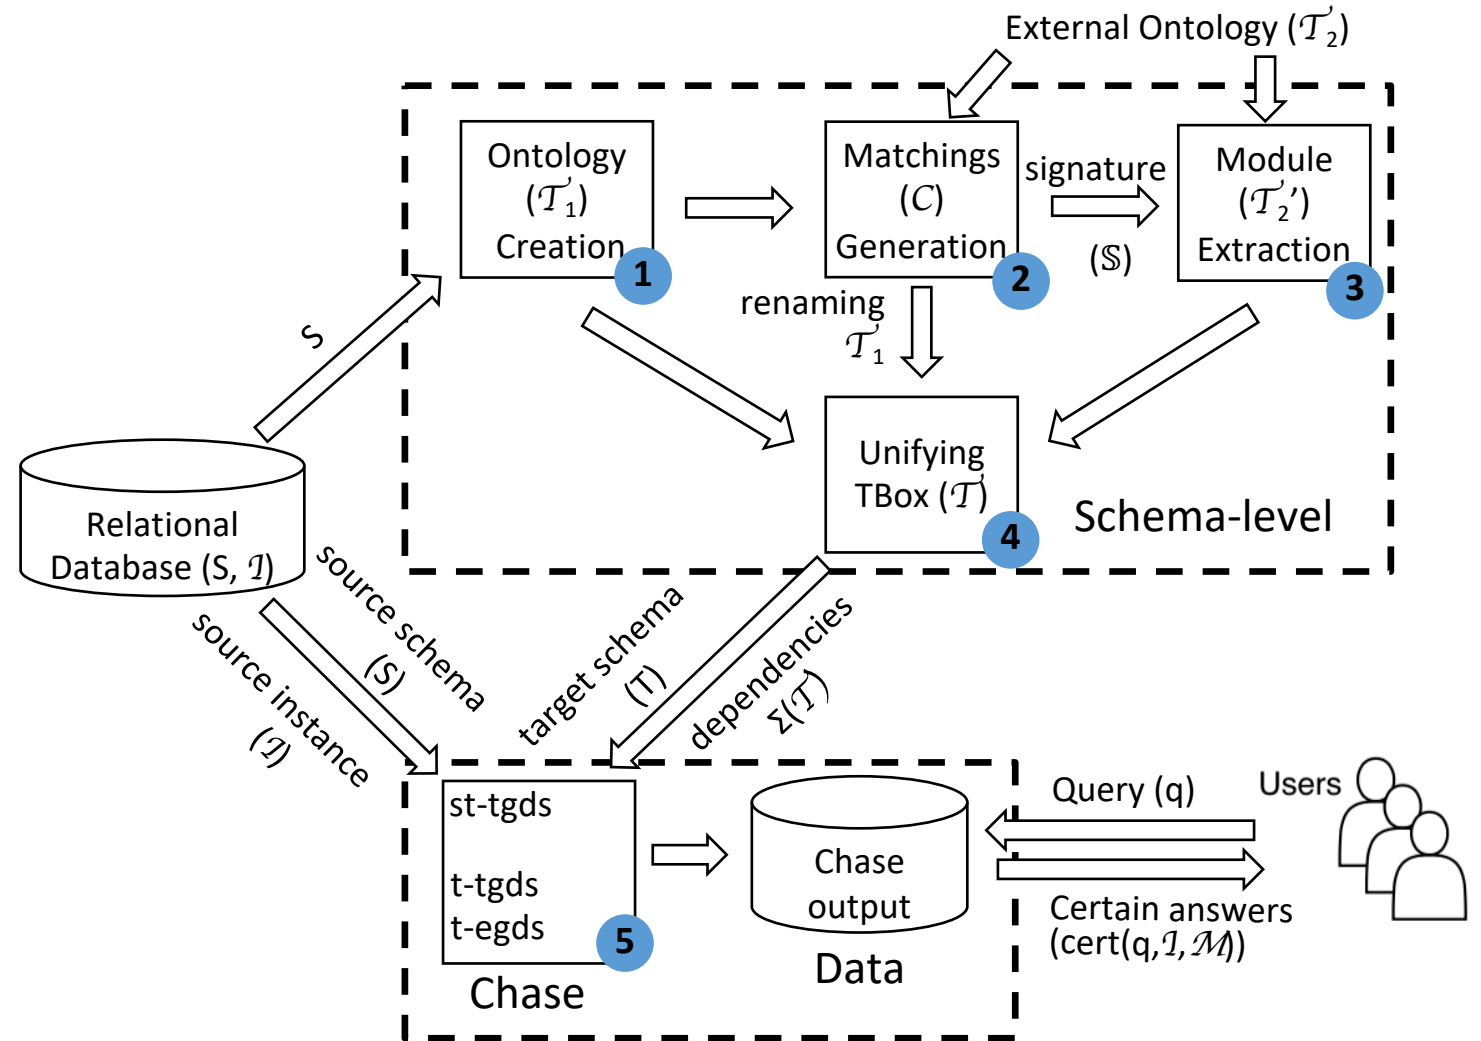 External Ontology (𝒯₂)
Ontology
(𝒯₁)
Creation
1
Matchings
(C)
Generation
2
signature
(𝕊)
Module
(𝒯₂’)
Extraction
3
renaming
𝒯₁
S
Unifying
TBox (𝒯)
4
Schema-level
Relational
Database (S, ℐ)
source schema
(S)
source instance
(ℐ)
target schema
(T)
dependencies
Σ(𝒯)
st-tgds
t-tgds
t-egds
5
Chase
Chase
output
Data
Query (q)
Users
Certain answers
(cert(q,ℐ,ℳ))